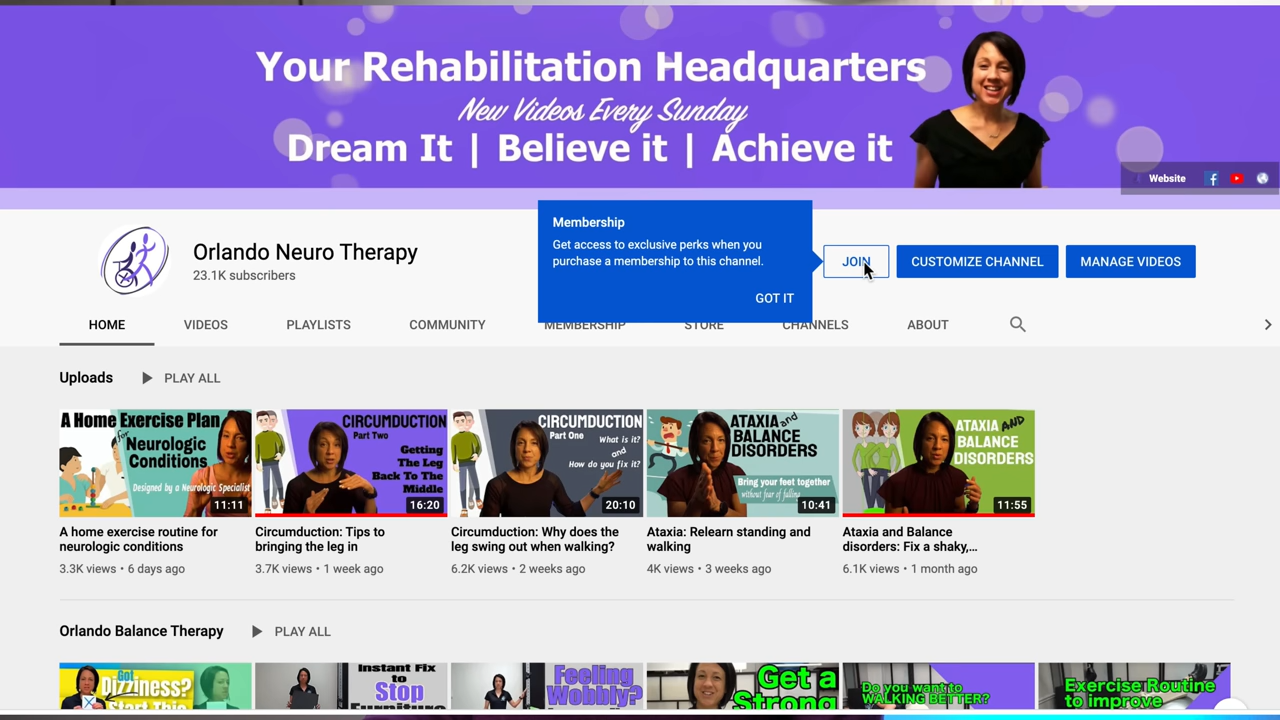 Your Rehabilitation Headquarters
New Videos Every Sunday
Dream It | Believe it | Achieve it
Website
Membership
Get access to exclusive perks when you
purchase a membership to this channel.
GOT IT
Orlando Neuro Therapy
23.1K subscribers
JOIN
CUSTOMIZE CHANNEL
MANAGE VIDEOS
HOME
VIDEOS
PLAYLISTS
COMMUNITY
MEMBERSHIP
STORE
CHANNELS
ABOUT
Uploads
PLAY ALL
A Home Exercise Plan
for
Neurologic
Conditions
Designed by a Neurologic Specialist
11:11
CIRCUMDUCTION
Part Two
Getting
The Leg
Back To The
Middle
16:20
CIRCUMDUCTION
Part One
What is it?
and
How do you fix it?
20:10
ATAXIA and
BALANCE
DISORDERS
Bring your feet together
without fear of falling
10:41
ATAXIA AND
BALANCE
DISORDERS
11:55
A home exercise routine for
neurologic conditions
3.3K views • 6 days ago
Circumduction: Tips to
bringing the leg in
3.7K views • 1 week ago
Circumduction: Why does the
leg swing out when walking?
6.2K views • 2 weeks ago
Ataxia: Relearn standing and
walking
4K views • 3 weeks ago
Ataxia and Balance
disorders: Fix a shaky,...
6.1K views • 1 month ago
Orlando Balance Therapy
PLAY ALL
Got
Dizziness?
Start This
Instant Fix
to
Stop
Furniture
Feeling
Wobbly?
Get a
Strong
Do you want to
WALKING BETTER?
Exercise Routine
to improve